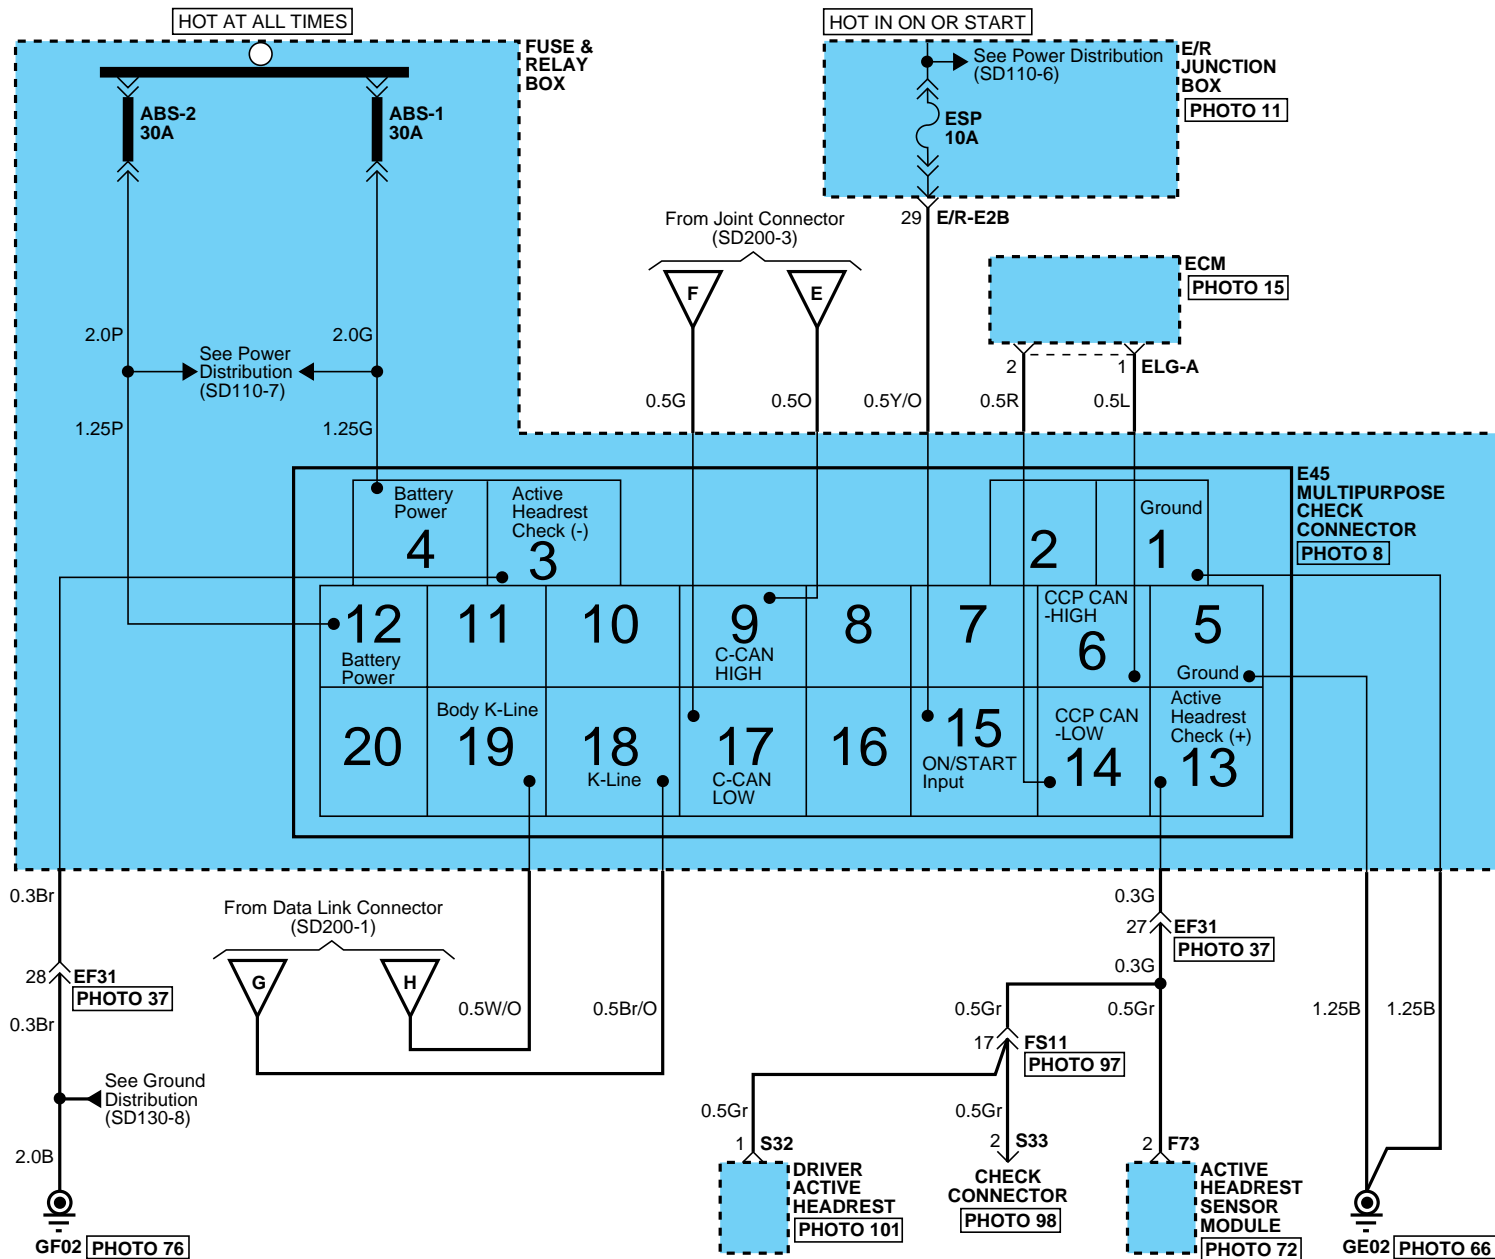 HOT AT ALL TIMES
HOT IN ON OR START
FUSE &
RELAY
BOX
ABS-2
30A
ABS-1
30A
See Power Distribution
(SD110-6)
ESP
10A
E/R
JUNCTION
BOX
PHOTO 11
29
E/R-E2B
From Joint Connector
(SD200-3)
F
E
ECM
PHOTO 15
2
1
ELG-A
2.0P
2.0G
See Power
Distribution
(SD110-7)
1.25P
1.25G
0.5G
0.5O
0.5Y/O
0.5R
0.5L
E45
MULTIPURPOSE
CHECK
CONNECTOR
PHOTO 8
Battery
Power
4
Active
Headrest
Check (-)
3
2
Ground
1
12
Battery
Power
11
10
9
C-CAN
HIGH
8
7
CCP CAN
-HIGH
6
5
Ground
20
Body K-Line
19
18
K-Line
17
C-CAN
LOW
16
15
ON/START
Input
CCP CAN
-LOW
14
Active
Headrest
Check (+)
13
0.3Br
28
EF31
PHOTO 37
0.3Br
See Ground
Distribution
(SD130-8)
2.0B
GF02
PHOTO 76
From Data Link Connector
(SD200-1)
G
H
0.5W/O
0.5Br/O
0.3G
27
EF31
PHOTO 37
0.3G
0.5Gr
0.5Gr
17
FS11
PHOTO 97
0.5Gr
0.5Gr
1
S32
DRIVER
ACTIVE
HEADREST
PHOTO 101
2
S33
CHECK
CONNECTOR
PHOTO 98
2
F73
ACTIVE
HEADREST
SENSOR
MODULE
PHOTO 72
1.25B
1.25B
GE02
PHOTO 66